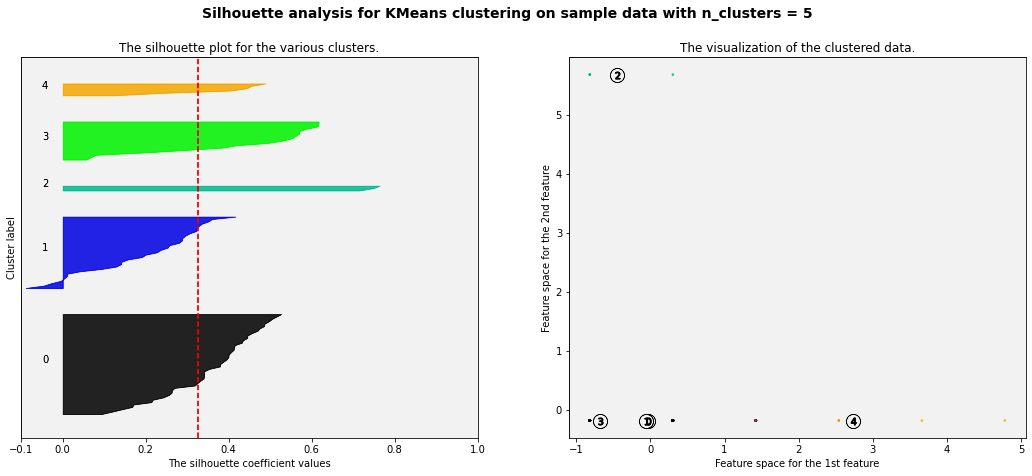 Silhouette analysis for KMeans clustering on sample data with n_clusters = 5
The silhouette plot for the various clusters.
4
3
2
1
0
Cluster label
−0.1 0.0 0.2 0.4 0.6 0.8 1.0
The silhouette coefficient values
The visualization of the clustered data.
2
5
4
3
2
1
0
3 1 0 4
Feature space for the 2nd feature
−1 0 1 2 3 4 5
Feature space for the 1st feature